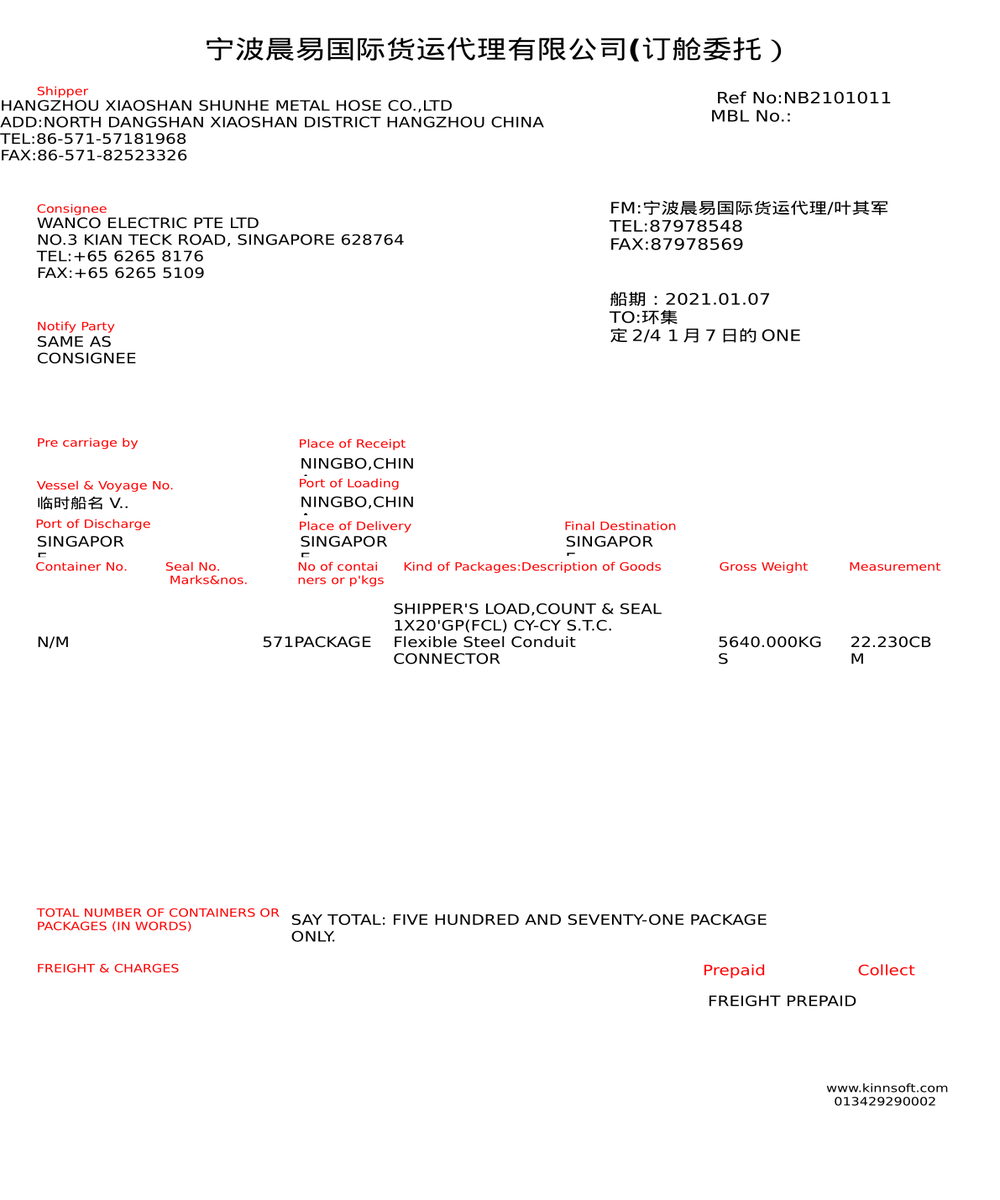 宁波晨易国际货运代理有限公司(订舱委托）
Shipper
HANGZHOU XIAOSHAN SHUNHE METAL HOSE CO.,LTD
ADD:NORTH DANGSHAN XIAOSHAN DISTRICT HANGZHOU CHINA
TEL:86-571-57181968
FAX:86-571-82523326
Ref No:NB2101011
MBL No.:
Consignee
WANCO ELECTRIC PTE LTD
NO.3 KIAN TECK ROAD, SINGAPORE 628764
TEL:+65 6265 8176
FAX:+65 6265 5109
FM:宁波晨易国际货运代理/叶其军
TEL:87978548
FAX:87978569
船期：2021.01.07
TO:环集
定 2/4 1 月 7 日的 ONE
Notify Party
SAME AS
CONSIGNEE
Pre carriage by
Place of Receipt
NINGBO,CHIN
Vessel & Voyage No.
Port of Loading
临时船名 V..
NINGBO,CHIN
Port of Discharge
Place of Delivery
Final Destination
SINGAPOR
SINGAPOR
SINGAPOR
Container No.
Seal No.
Marks&nos.
No of contai
ners or p'kgs
Kind of Packages:Description of Goods
Gross Weight
Measurement
SHIPPER'S LOAD,COUNT & SEAL
1X20'GP(FCL) CY-CY S.T.C.
N/M
571PACKAGE
Flexible Steel Conduit
CONNECTOR
5640.000KG
S
22.230CB
M
TOTAL NUMBER OF CONTAINERS OR
PACKAGES (IN WORDS)
SAY TOTAL: FIVE HUNDRED AND SEVENTY-ONE PACKAGE
ONLY.
FREIGHT & CHARGES
Prepaid
Collect
FREIGHT PREPAID
www.kinnsoft.com
013429290002